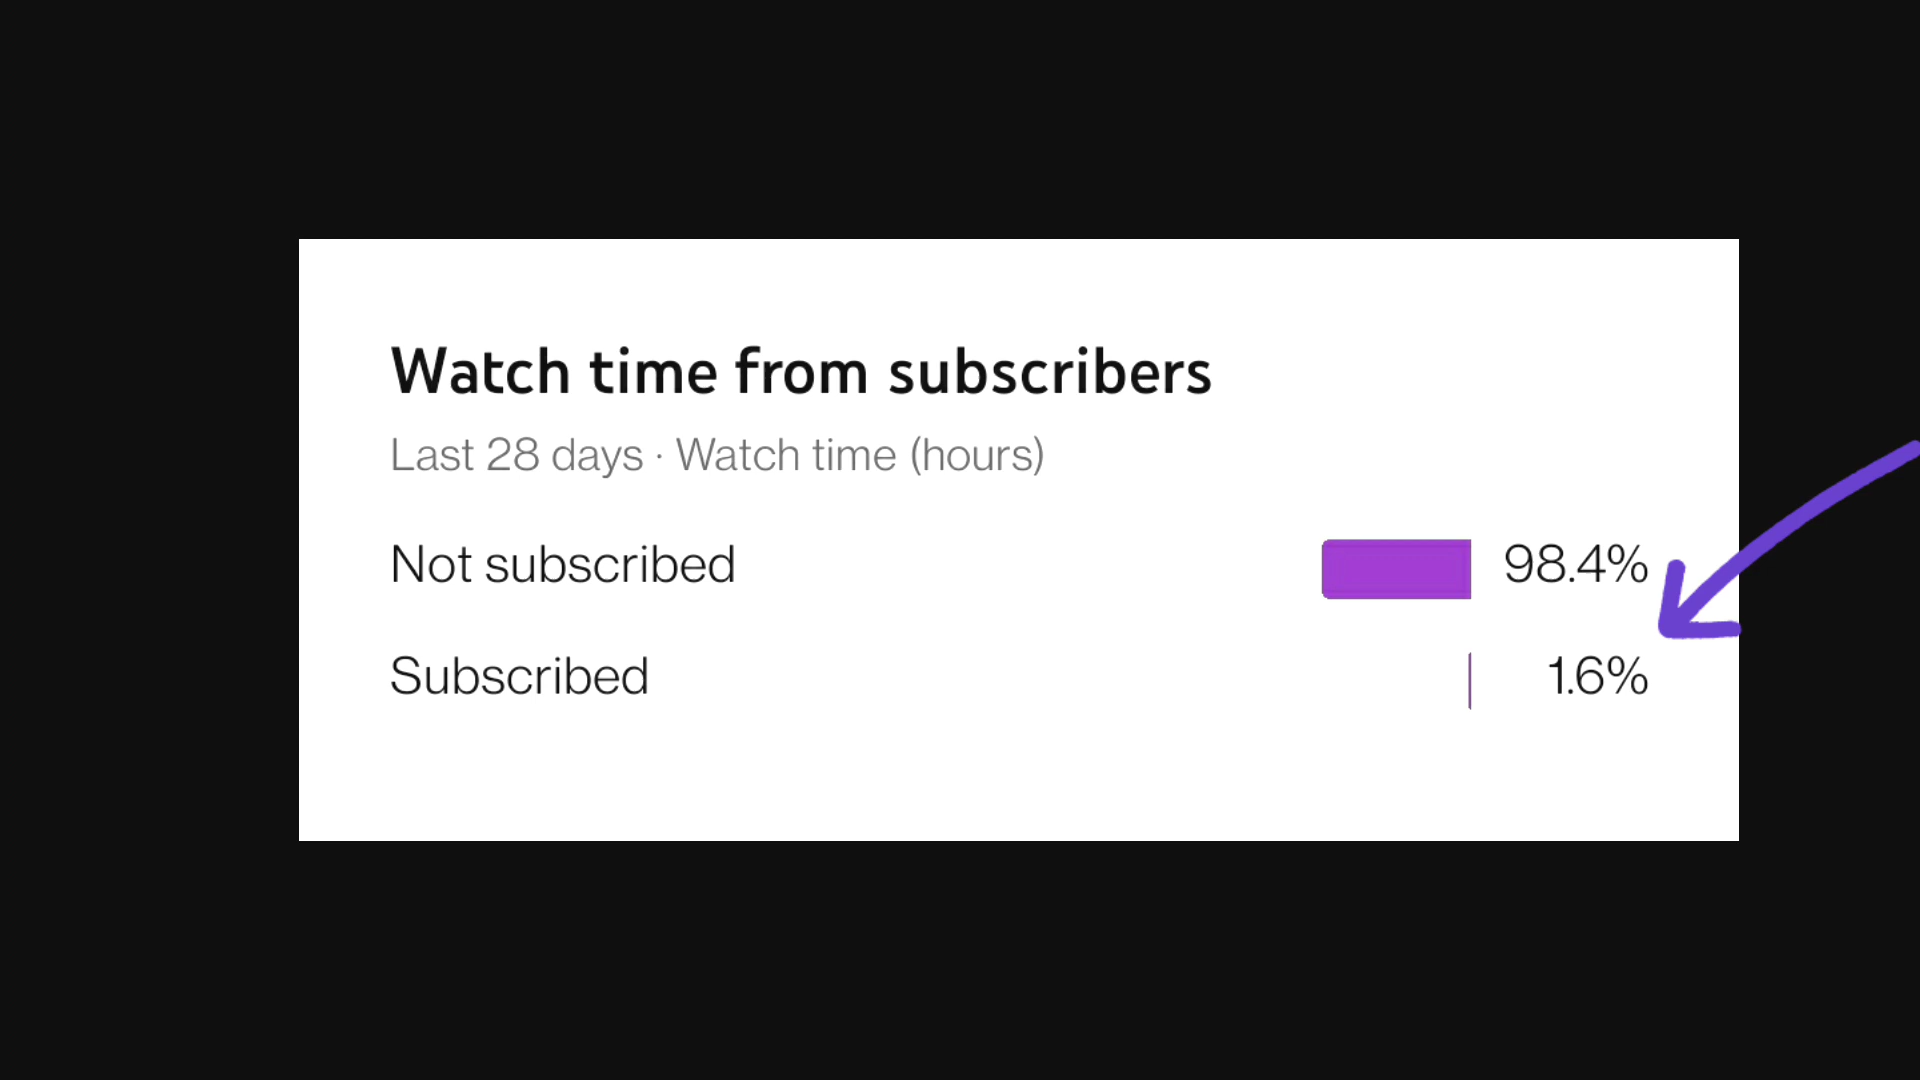 Watch time from subscribers
Last 28 days · Watch time (hours)
Not subscribed 98.4%
Subscribed 1.6%